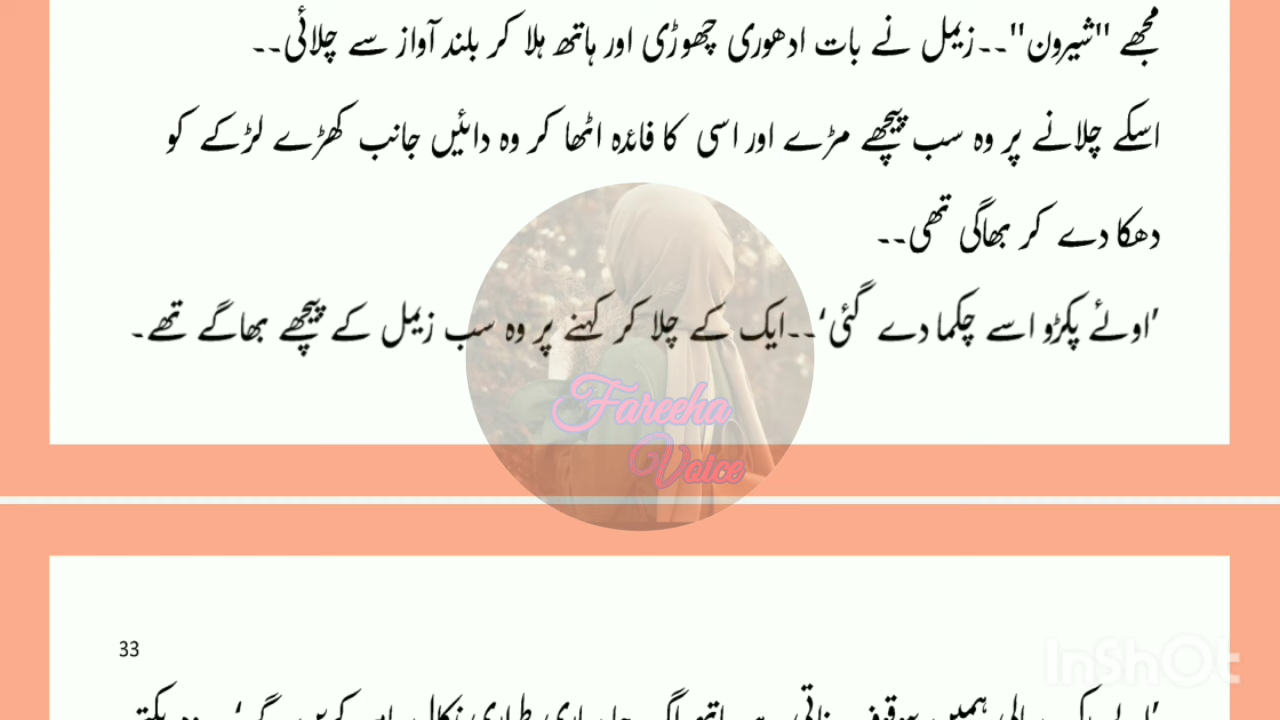 مجھے "شیرون"۔۔زیمل نے بات ادھوری چھوڑی اور ہاتھ ہلا کر بلند آواز سے چلائی۔۔
اسکے چلانے پر وہ سب پیچھے مڑے اور اسی کا فائدہ اٹھا کر وہ دائیں جانب کھڑے لڑکے کو
دھکا دے کر بھاگی تھی۔۔
’اوئے پکڑو اسے چکما دے گئی‘۔۔ایک کے چلا کر کہنے پر وہ سب زیمل کے پیچھے بھاگے تھے۔
Fareeha
Voice
33
InShOt
ہمیں بیوقوف